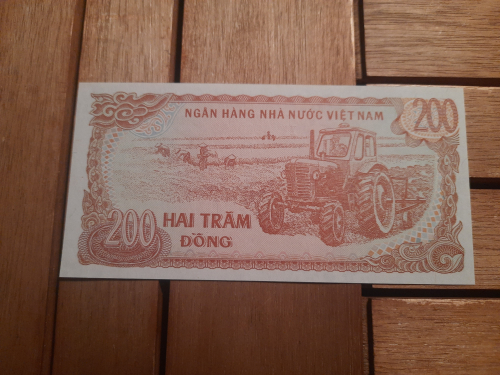 NGÂN HÀNG NHÀ NƯỚC VIỆT NAM
200
200
HAI TRĂM
ĐỒNG